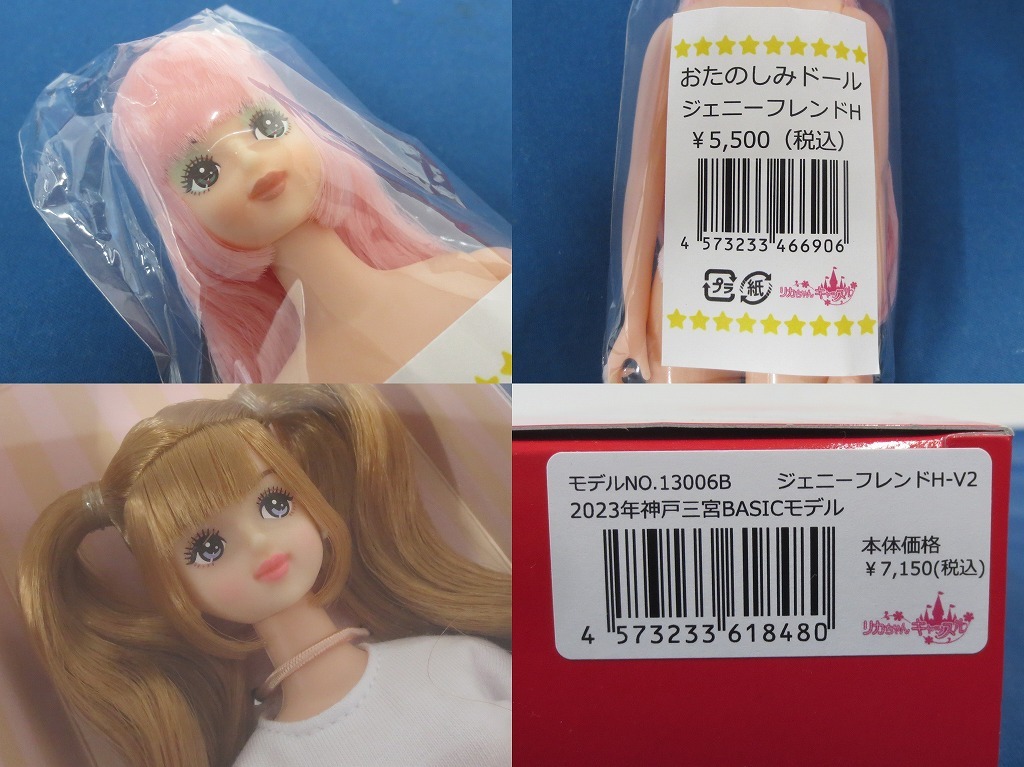 おたのしみドール
ジェニーフレンドH
￥5,500（税込）
4 573233 466906
プラ 紙 リカちゃん キャッスル
モデルNO.13006B ジェニーフレンドH-V2
2023年神戸三宮BASICモデル
本体価格
￥7,150(税込)
4 573233 618480
リカちゃん キャッスル